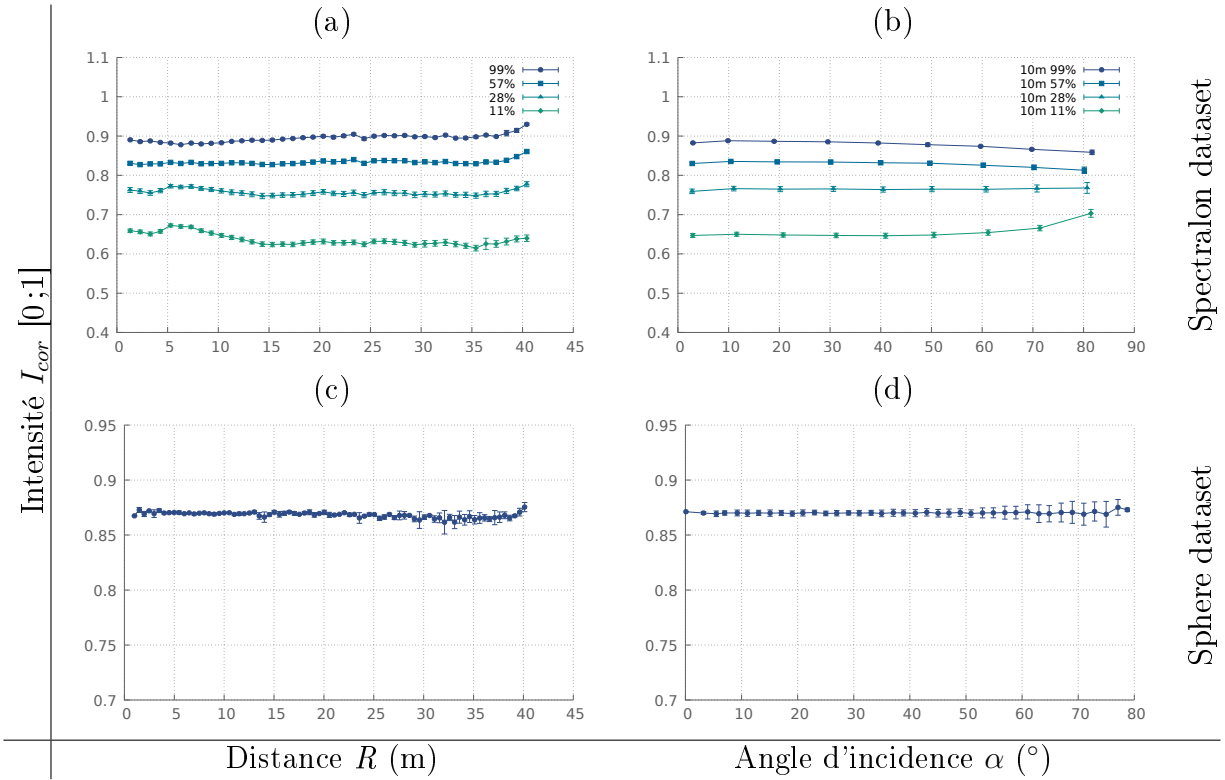 (a)
(b)
1.1
1
0.9
0.8
0.7
0.6
0.5
0.4
99%
57%
28%
11%
0 5 10 15 20 25 30 35 40 45
1.1
1
0.9
0.8
0.7
0.6
0.5
0.4
10m 99%
10m 57%
10m 28%
10m 11%
0 10 20 30 40 50 60 70 80 90
Spectralon dataset
Intensité I_cor [0;1]
(c)
(d)
0.95
0.9
0.85
0.8
0.75
0.7
0 5 10 15 20 25 30 35 40 45
0.95
0.9
0.85
0.8
0.75
0.7
0 10 20 30 40 50 60 70 80
Sphere dataset
Distance R (m)
Angle d'incidence α (°)